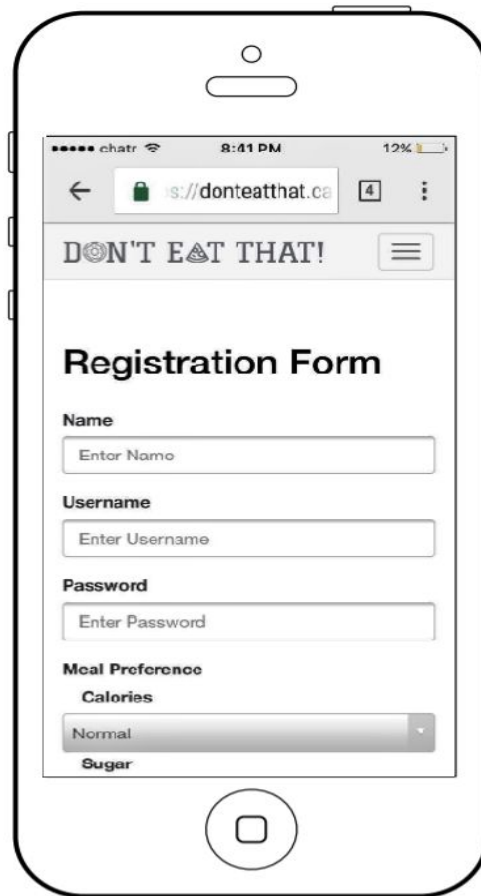 ●●●●● chatr 8:41 PM 12%
s://donteatthat.ca 4
DON'T EAT THAT!
Registration Form
Name
Enter Name
Username
Enter Username
Password
Enter Password
Meal Preference
Calories
Normal
Sugar